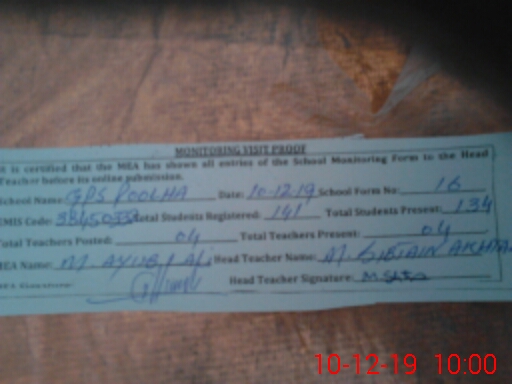 MONITORING VISIT PROOF
It is certified that the MEA has shown all entries of the School Monitoring Form to the Head
Teacher before its online submission.
School Name: GPS POOLHA Date: 10-12-19 School Form No: 16
EMIS Code: Total Students Registered: 141 Total Students Present: 134
Total Teachers Posted: 04 Total Teachers Present: 04
MEA Name: M. AYUB ALI Head Teacher Name: M. SIBTAIN AKHTAR
MEA Signature: Head Teacher Signature:
10-12-19 10:00